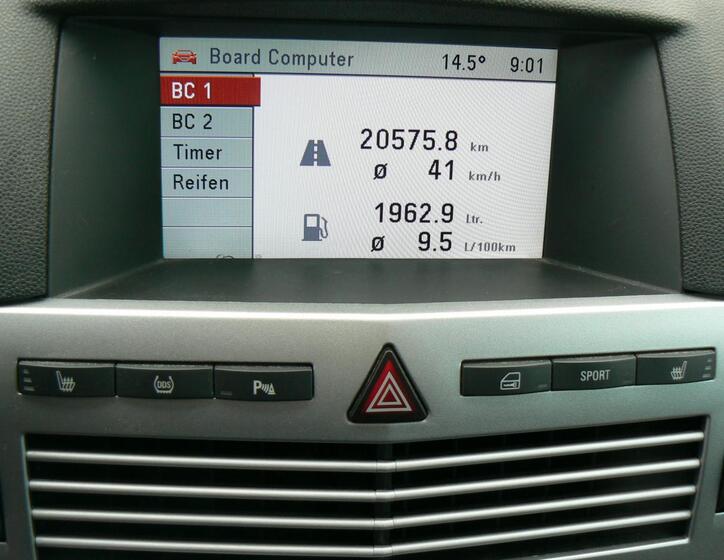 Board Computer 14.5° 9:01
BC 1
BC 2
Timer
Reifen
20575.8 km
ø 41 km/h
1962.9 Ltr.
ø 9.5 L/100km
DDS
P
SPORT